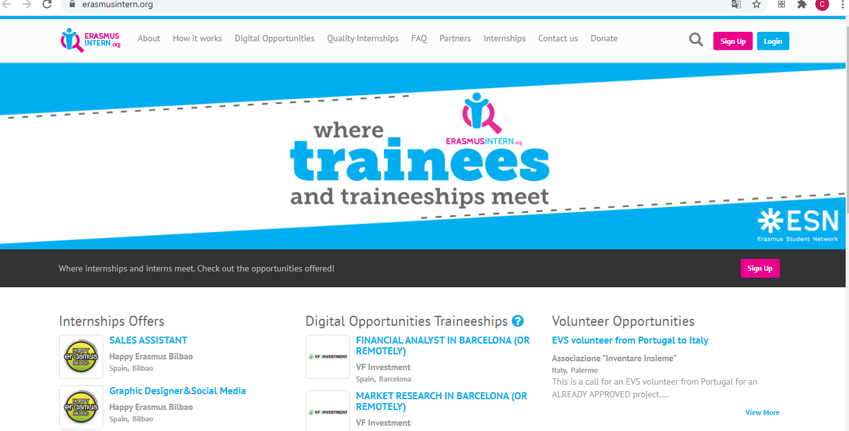 erasmusintern.org
C
ERASMUS
INTERN.org
About How it works Digital Opportunities Quality Internships FAQ Partners Internships Contact us Donate
Sign Up Login
where
ERASMUSINTERN.org
trainees
and traineeships meet
ESN
Erasmus Student Network
Where internships and interns meet. Check out the opportunities offered!
Sign Up
Internships Offers
SALES ASSISTANT
Happy Erasmus Bilbao
Spain, Bilbao
erasmus
Graphic Designer&Social Media
Happy Erasmus Bilbao
Spain, Bilbao
erasmus
Digital Opportunities Traineeships ?
FINANCIAL ANALYST IN BARCELONA (OR
REMOTELY)
VF INVESTMENT
VF Investment
Spain, Barcelona
MARKET RESEARCH IN BARCELONA (OR
REMOTELY)
VF INVESTMENT
VF Investment
Volunteer Opportunities
EVS volunteer from Portugal to Italy
Associazione "Inventare Insieme"
Italy, Palermo
This is a call for an EVS volunteer from Portugal for an
ALREADY APPROVED project....
View More